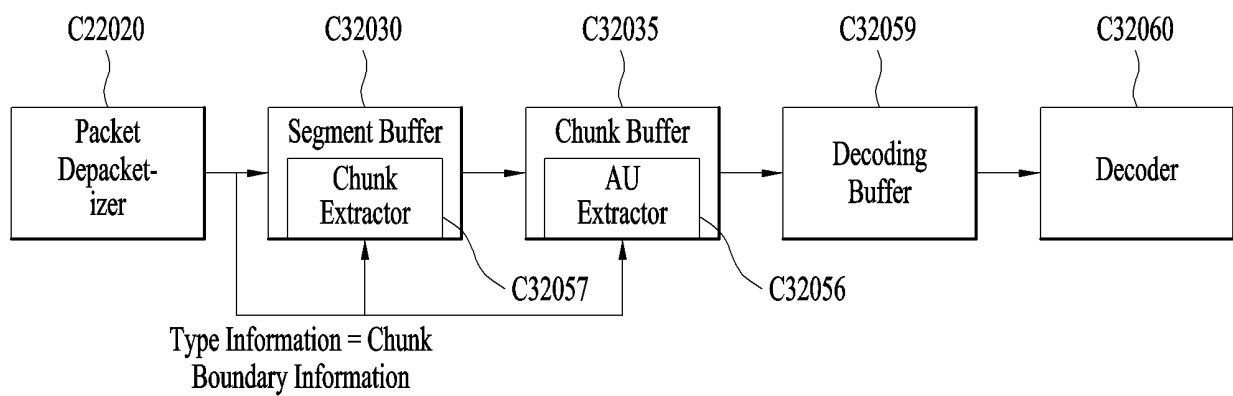 C22020
C32030
C32035
C32059
C32060
Packet
Depacket-
izer
Segment Buffer
Chunk
Extractor
Chunk Buffer
AU
Extractor
Decoding
Buffer
Decoder
C32057
C32056
Type Information = Chunk
Boundary Information